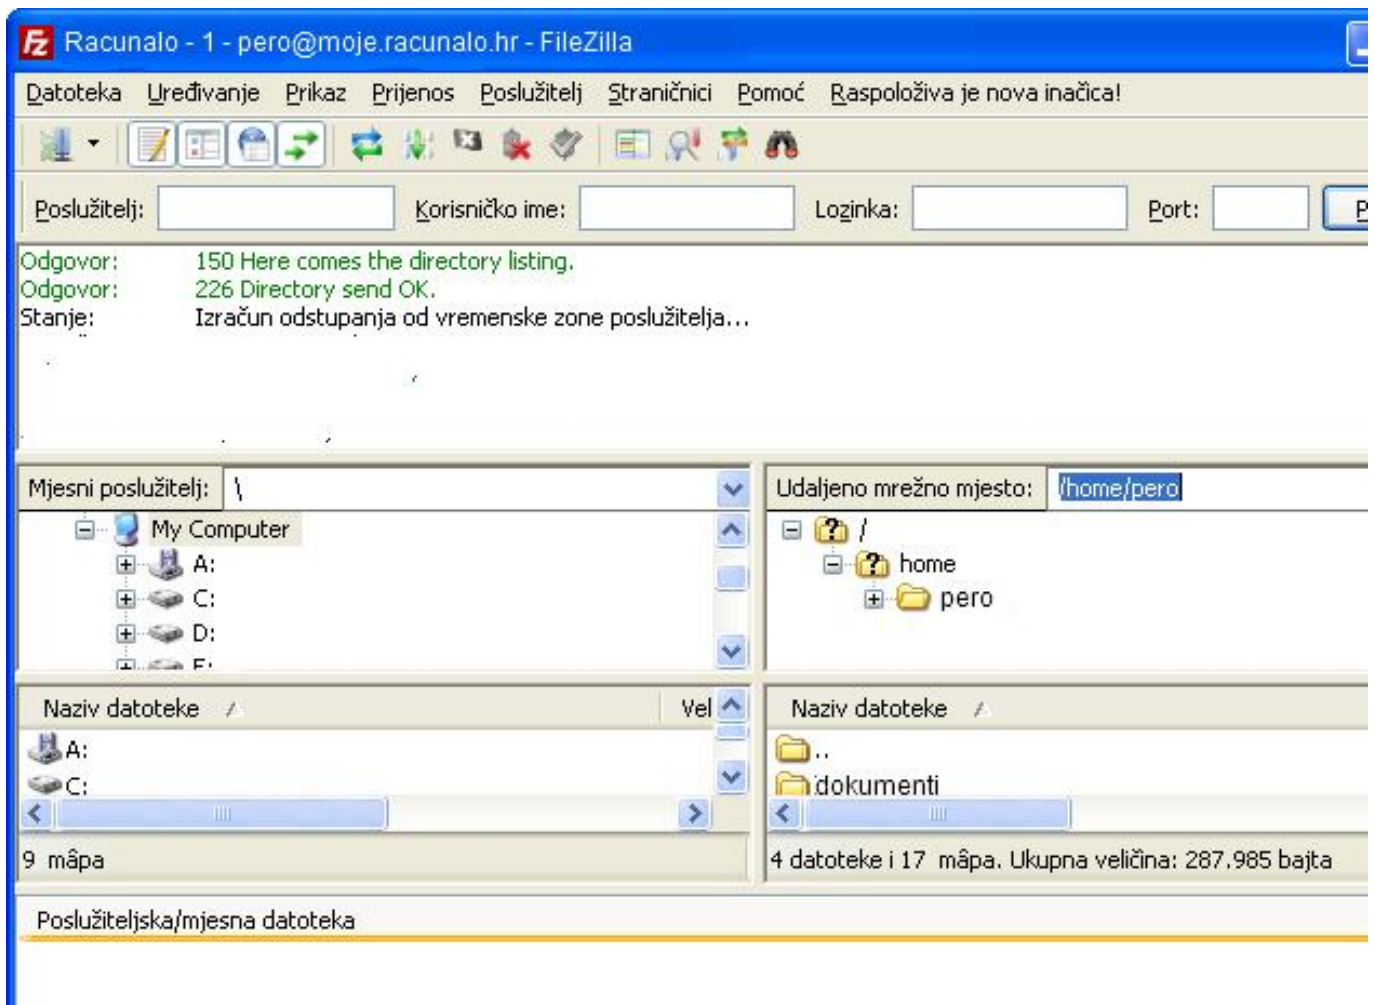 Racunalo - 1 - pero@moje.racunalo.hr - FileZilla
Datoteka Uređivanje Prikaz Prijenos Poslužitelj Straničnici Pomoć Raspoloživa je nova inačica!
Poslužitelj: Korisničko ime: Lozinka: Port: P
Odgovor: 150 Here comes the directory listing.
Odgovor: 226 Directory send OK.
Stanje: Izračun odstupanja od vremenske zone poslužitelja...
Mjesni poslužitelj: \
My Computer
A:
C:
D:
Udaljeno mrežno mjesto: /home/pero
/
home
pero
Naziv datoteke Vel
A:
C:
9 mâpa
Naziv datoteke
..
dokumenti
4 datoteke i 17 mâpa. Ukupna veličina: 287.985 bajta
Poslužiteljska/mjesna datoteka